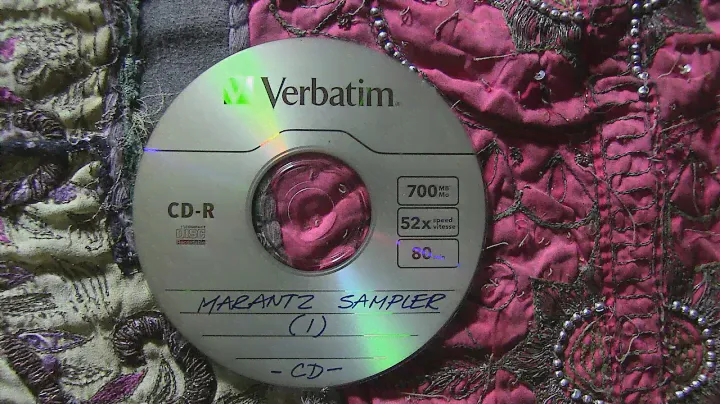 Verbatim
700 MB Mo
CD-R
52x speed vitesse
80
MARANTZ SAMPLER
(1)
- CD -